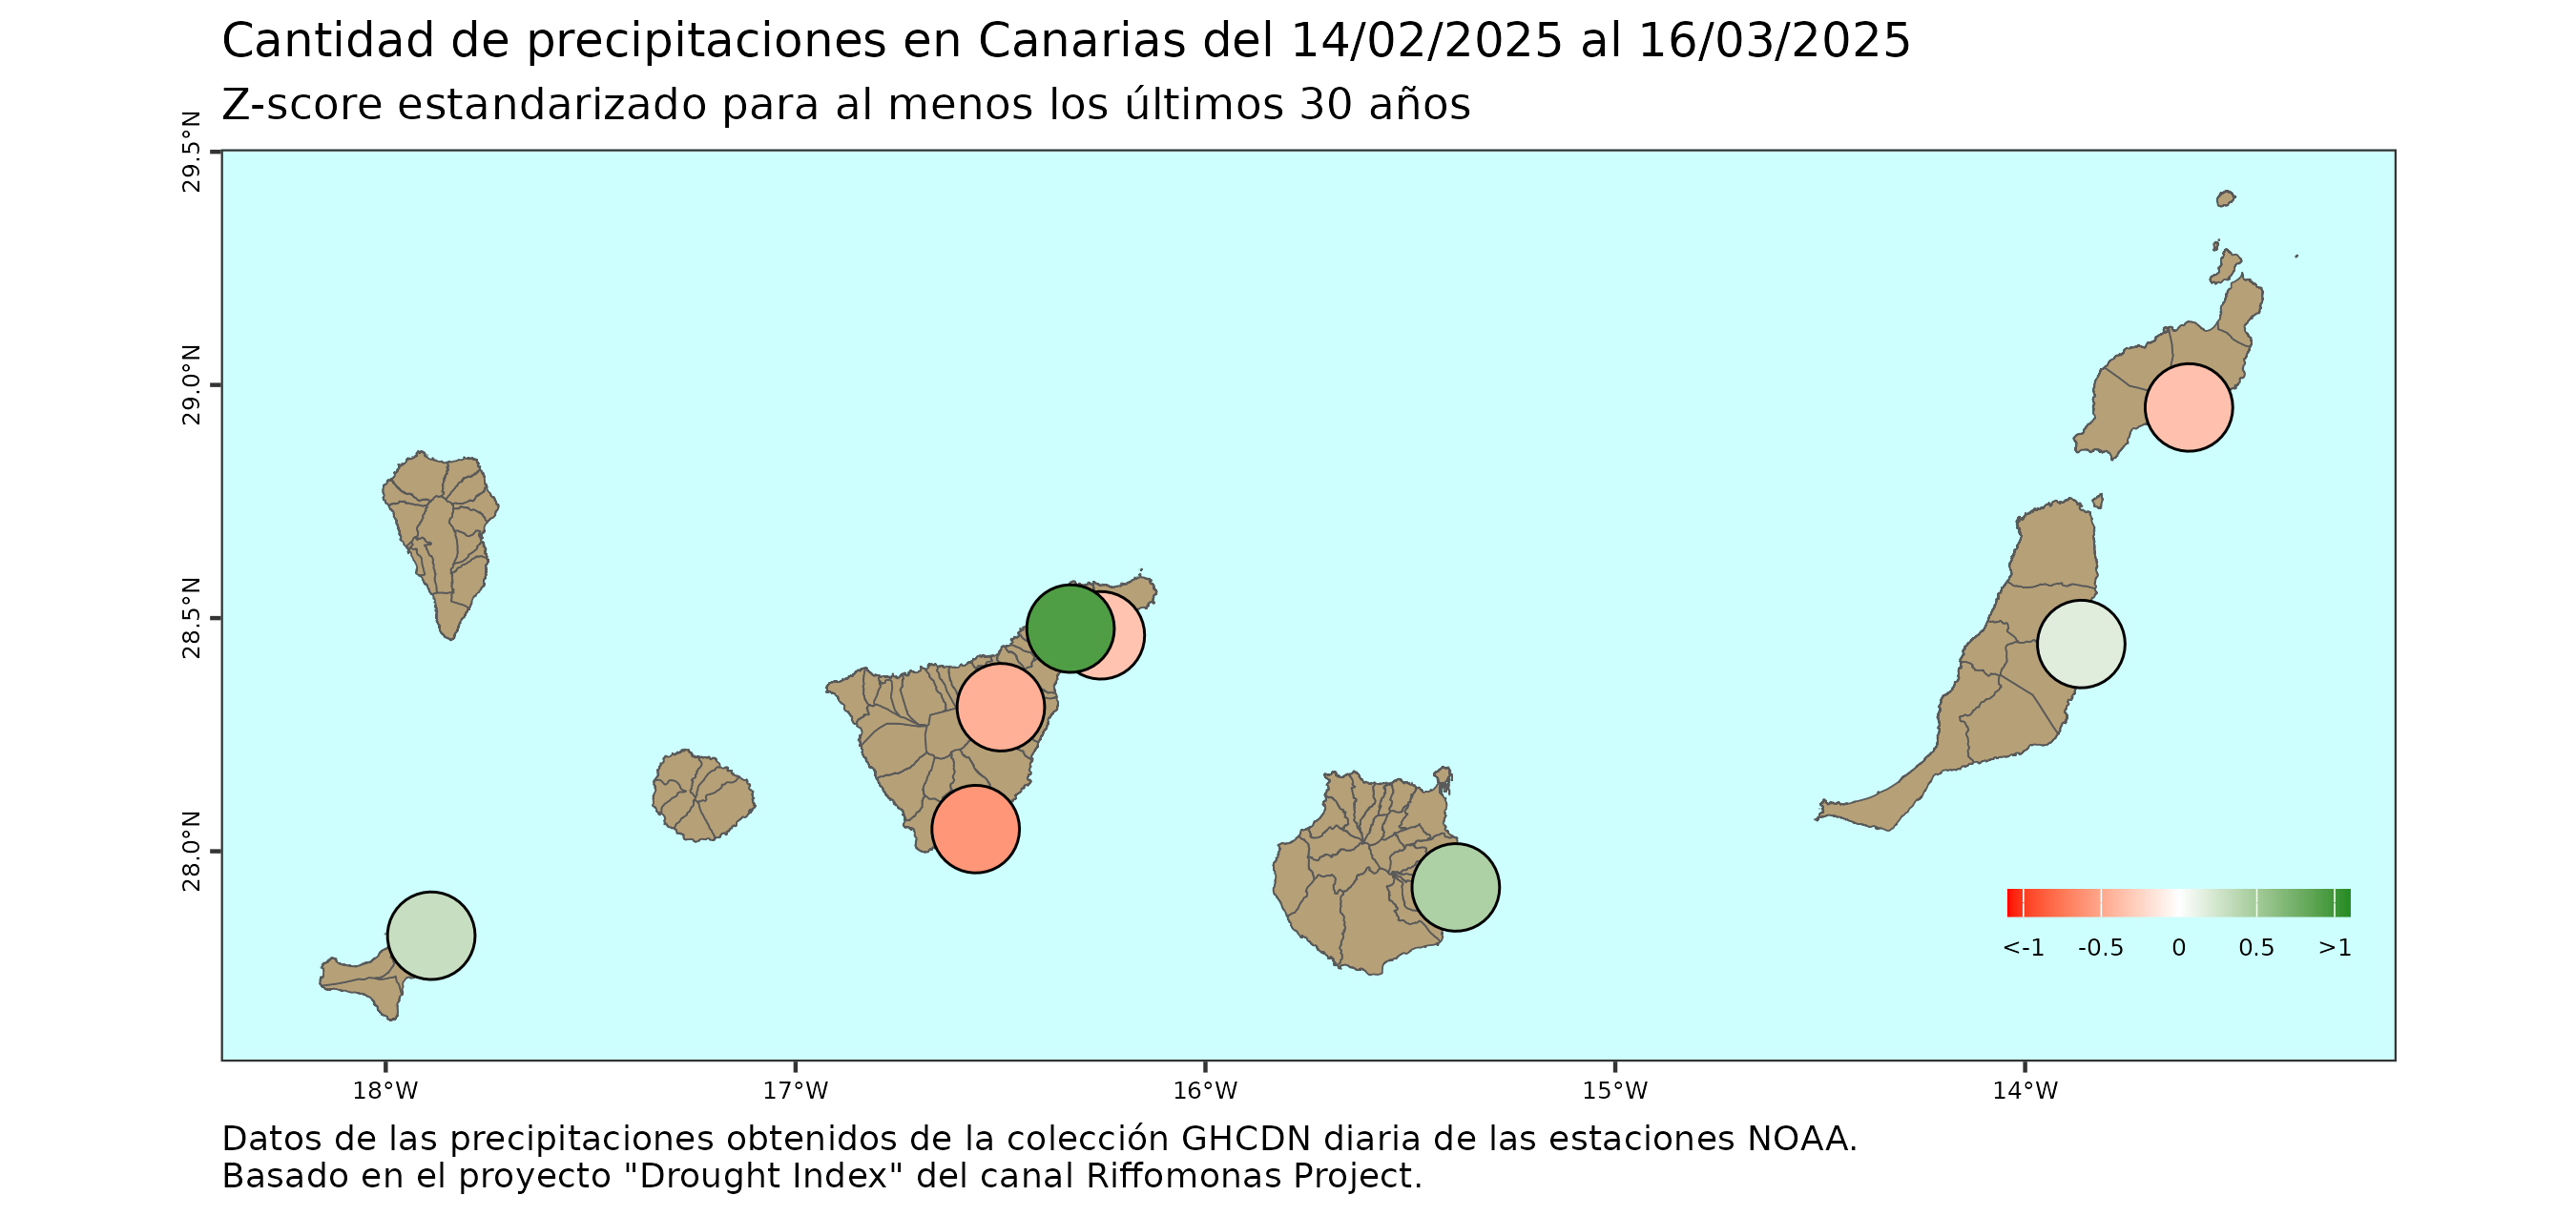 Cantidad de precipitaciones en Canarias del 14/02/2025 al 16/03/2025
Z-score estandarizado para al menos los últimos 30 años
29.5°N
29.0°N
28.5°N
28.0°N
<-1 -0.5 0 0.5 >1
18°W 17°W 16°W 15°W 14°W
Datos de las precipitaciones obtenidos de la colección GHCDN diaria de las estaciones NOAA.
Basado en el proyecto "Drought Index" del canal Riffomonas Project.